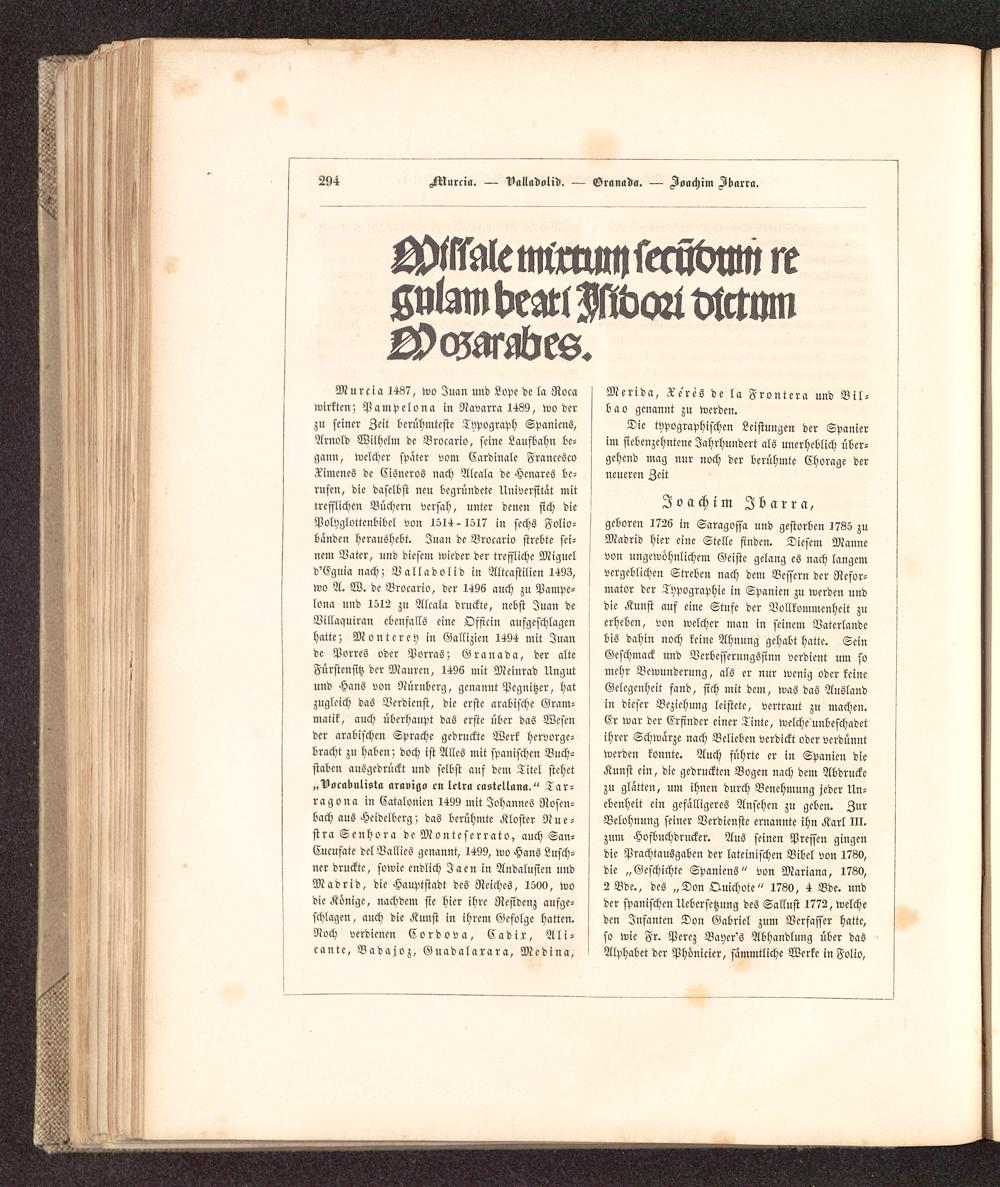 294
Murcia. — Valladolid. — Granada. — Joachim Ibarra.
Missale mixtum secūdum re
gulam beati Isidori dictum
Mozarabes.
Murcia 1487, wo Juan und Lope de la Roca
wirkten; Pampelona in Navarra 1489, wo der
zu seiner Zeit berühmteste Typograph Spaniens,
Arnold Wilhelm de Brocario, seine Laufbahn be-
gann, welcher später vom Cardinale Francesco
Ximenes de Cisneros nach Alcala de Henares be-
rufen, die daselbst neu begründete Universität mit
trefflichen Büchern versah, unter denen sich die
Polyglottenbibel von 1514-1517 in sechs Folio-
bänden heraushebt. Juan de Brocario strebte sei-
nem Vater, und diesem wieder der treffliche Miguel
d'Eguia nach; Valladolid in Altcastilien 1493,
wo A. W. de Brocario, der 1496 auch zu Pampe-
lona und 1512 zu Alcala druckte, nebst Juan de
Villaquiran ebenfalls eine Officin aufgeschlagen
hatte; Monterey in Gallizien 1494 mit Juan
de Porres oder Porras; Granada, der alte
Fürstensitz der Mauren, 1496 mit Meinrad Ungut
und Hans von Nürnberg, genannt Pegnitzer, hat
zugleich das Verdienst, die erste arabische Gram-
matik, auch überhaupt das erste über das Wesen
der arabischen Sprache gedruckte Werk hervorge-
bracht zu haben; doch ist Alles mit spanischen Buch-
staben ausgedrückt und selbst auf dem Titel stehet
„Vocabulista aravigo en letra castellana.“ Tar-
ragona in Catalonien 1499 mit Johannes Rosen-
bach aus Heidelberg; das berühmte Kloster Nue-
stra Senhora de Monteserrato, auch San-
Cucufate del Vallies genannt, 1499, wo Hans Lusch-
ner druckte, sowie endlich Jaen in Andalusien und
Madrid, die Hauptstadt des Reiches, 1500, wo
die Könige, nachdem sie hier ihre Residenz aufge-
schlagen, auch die Kunst in ihrem Gefolge hatten.
Noch verdienen Cordova, Cadix, Ali-
cante, Badajoz, Guadalaxara, Medina,
Merida, Xérès de la Frontera und Bil-
bao genannt zu werden.
Die typographischen Leistungen der Spanier
im siebenzehntene Jahrhundert als unerheblich über-
gehend mag nur noch der berühmte Chorage der
neueren Zeit
Joachim Ibarra,
geboren 1726 in Saragossa und gestorben 1785 zu
Madrid hier eine Stelle finden. Diesem Manne
von ungewöhnlichem Geiste gelang es nach langem
vergeblichen Streben nach dem Bessern der Refor-
mator der Typographie in Spanien zu werden und
die Kunst auf eine Stufe der Vollkommenheit zu
erheben, von welcher man in seinem Vaterlande
bis dahin noch keine Ahnung gehabt hatte. Sein
Geschmack und Verbesserungssinn verdient um so
mehr Bewunderung, als er nur wenig oder keine
Gelegenheit fand, sich mit dem, was das Ausland
in dieser Beziehung leistete, vertraut zu machen.
Er war der Erfinder einer Tinte, welche unbeschadet
ihrer Schwärze nach Belieben verdickt oder verdünnt
werden konnte. Auch führte er in Spanien die
Kunst ein, die gedruckten Bogen nach dem Abdrucke
zu glätten, um ihnen durch Benehmung jeder Un-
ebenheit ein gefälligeres Ansehen zu geben. Zur
Belohnung seiner Verdienste ernannte ihn Karl III.
zum Hofbuchdrucker. Aus seinen Pressen gingen
die Prachtausgaben der lateinischen Bibel von 1780,
die „Geschichte Spaniens“ von Mariana, 1780,
2 Bde., des „Don Quichote“ 1780, 4 Bde. und
der spanischen Uebersetzung des Sallust 1772, welche
den Infanten Don Gabriel zum Verfasser hatte,
so wie Fr. Perez Bayer's Abhandlung über das
Alphabet der Phönicier, sämmtliche Werke in Folio,